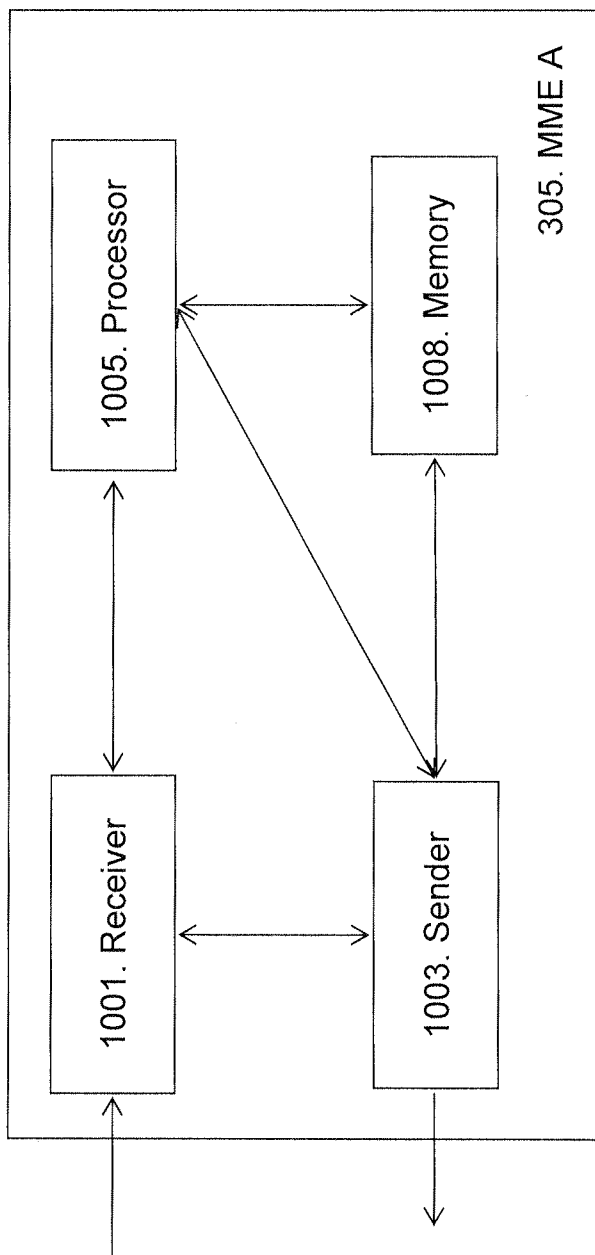 1001. Receiver
1005. Processor
1003. Sender
1008. Memory
305. MME A